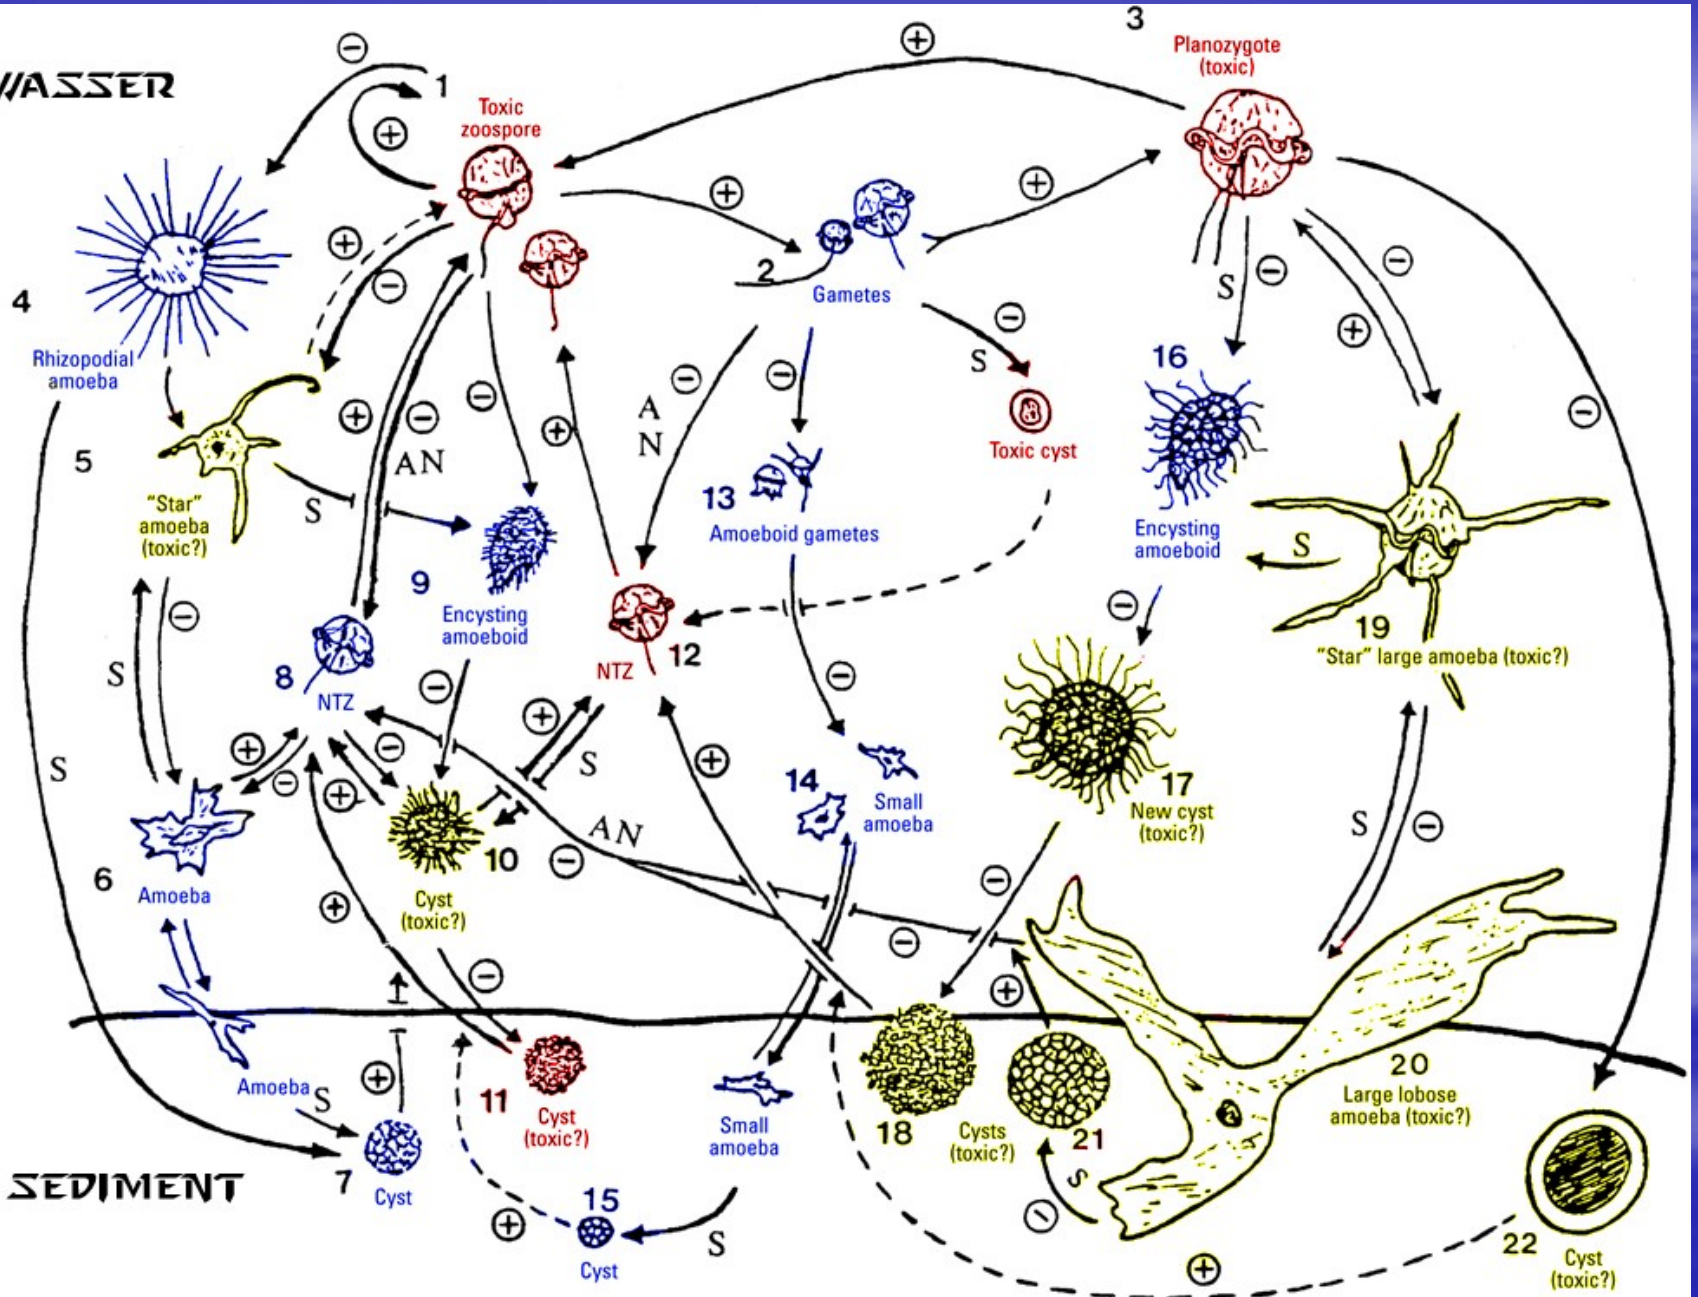 WASSER
⊖
1
⊕
Toxic
zoospore
⊕
3
Planozygote
(toxic)
4
Rhizopodial
amoeba
⊕
⊖
⊕
2
Gametes
⊕
S ⊖
⊖
⊕
⊖
5
"Star"
amoeba
(toxic?)
S
⊕ ⊖
AN
⊖
⊕
A
N
⊖
⊖
⊖
S
Toxic cyst
16
Encysting
amoeboid
S
19
"Star" large amoeba (toxic?)
13
Amoeboid gametes
9
Encysting
amoeboid
8
NTZ
12
NTZ
S
⊖
⊖
⊖
⊖
⊕ ⊖
⊖
⊕
⊕
S
⊕
S
6
Amoeba
10
Cyst
(toxic?)
AN
⊖
14
Small
amoeba
17
New cyst
(toxic?)
S ⊖
⊕
⊖
⊖
⊖
⊕
Amoeba
S
⊕
7
Cyst
11
Cyst
(toxic?)
Small
amoeba
18
Cysts
(toxic?)
21
20
Large lobose
amoeba (toxic?)
SEDIMENT
⊕
15
Cyst
S
S
⊖
⊕
22
Cyst
(toxic?)